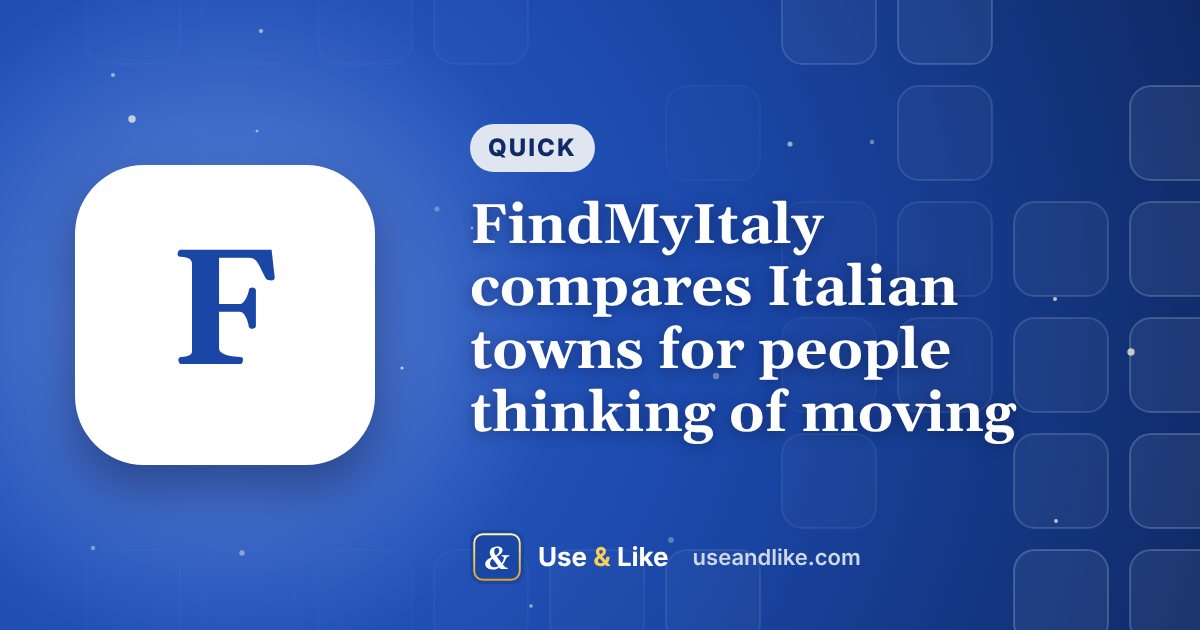 QUICK
F
FindMyItaly
compares Italian
towns for people
thinking of moving
& Use & Like useandlike.com